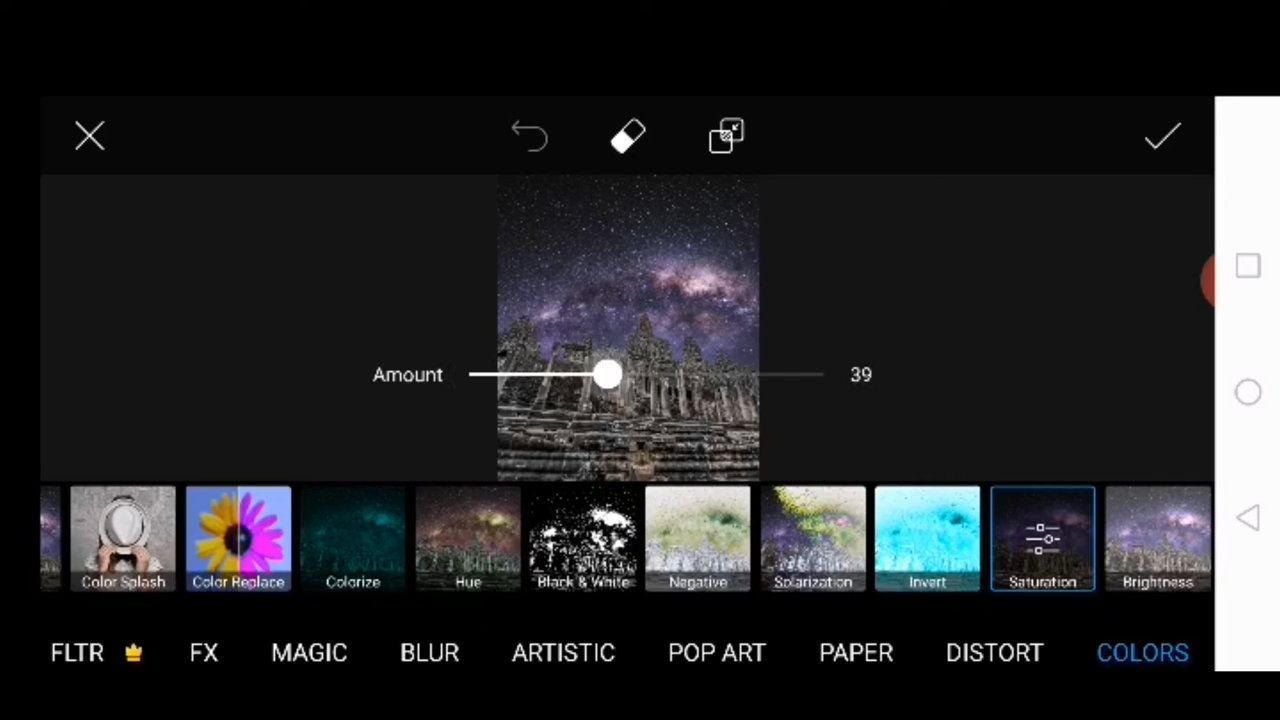 Amount 39
Color Splash Color Replace Colorize Hue Black & White Negative Solarization Invert Saturation Brightness
FLTR FX MAGIC BLUR ARTISTIC POP ART PAPER DISTORT COLORS